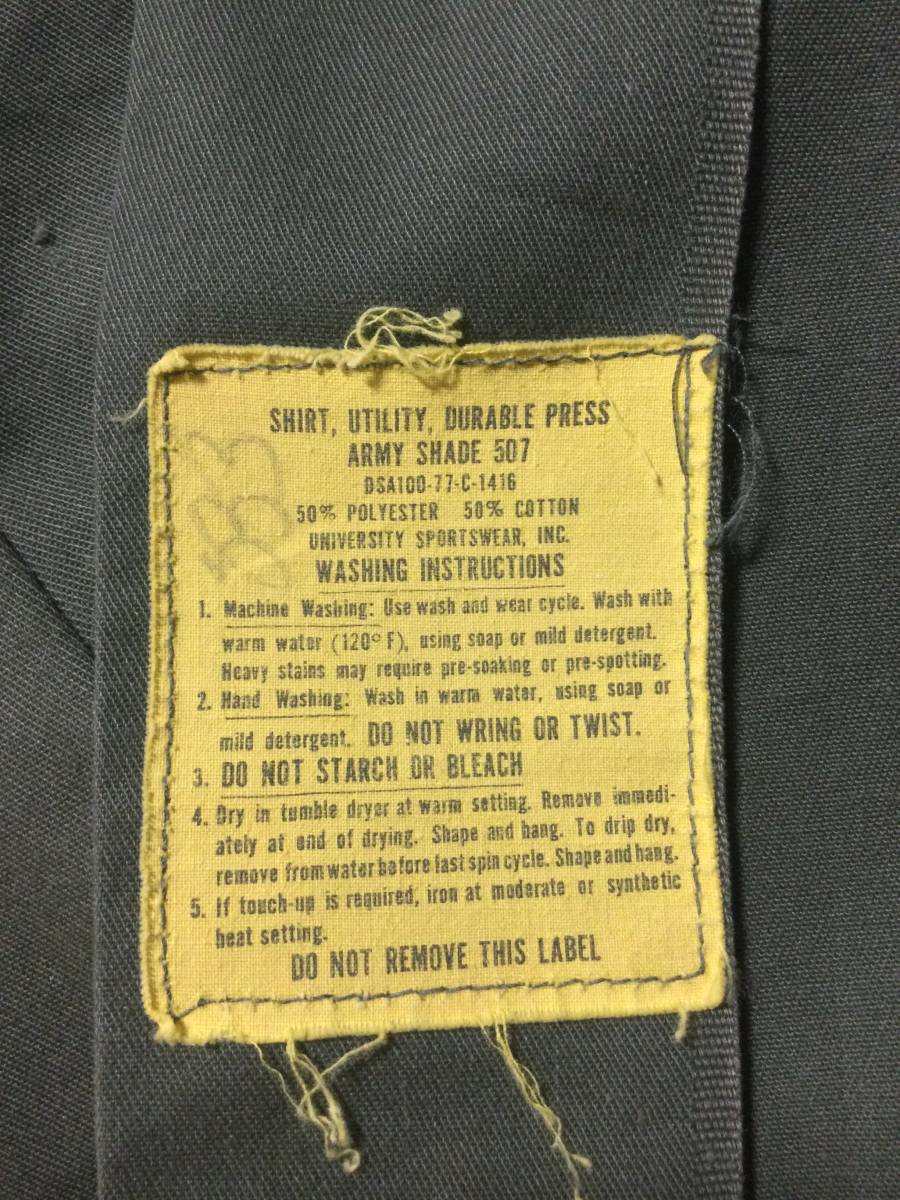 SHIRT, UTILITY, DURABLE PRESS
ARMY SHADE 507
DSA100-77-C-1416
50% POLYESTER 50% COTTON
UNIVERSITY SPORTSWEAR, INC.
WASHING INSTRUCTIONS
1. Machine Washing: Use wash and wear cycle. Wash with
warm water (120° F), using soap or mild detergent.
Heavy stains may require pre-soaking or pre-spotting.
2. Hand Washing: Wash in warm water, using soap or
mild detergent. DO NOT WRING OR TWIST.
3. DO NOT STARCH OR BLEACH
4. Dry in tumble dryer at warm setting. Remove immedi-
ately at end of drying. Shape and hang. To drip dry,
remove from water before last spin cycle. Shape and hang.
5. If touch-up is required, iron at moderate or synthetic
heat setting.
DO NOT REMOVE THIS LABEL